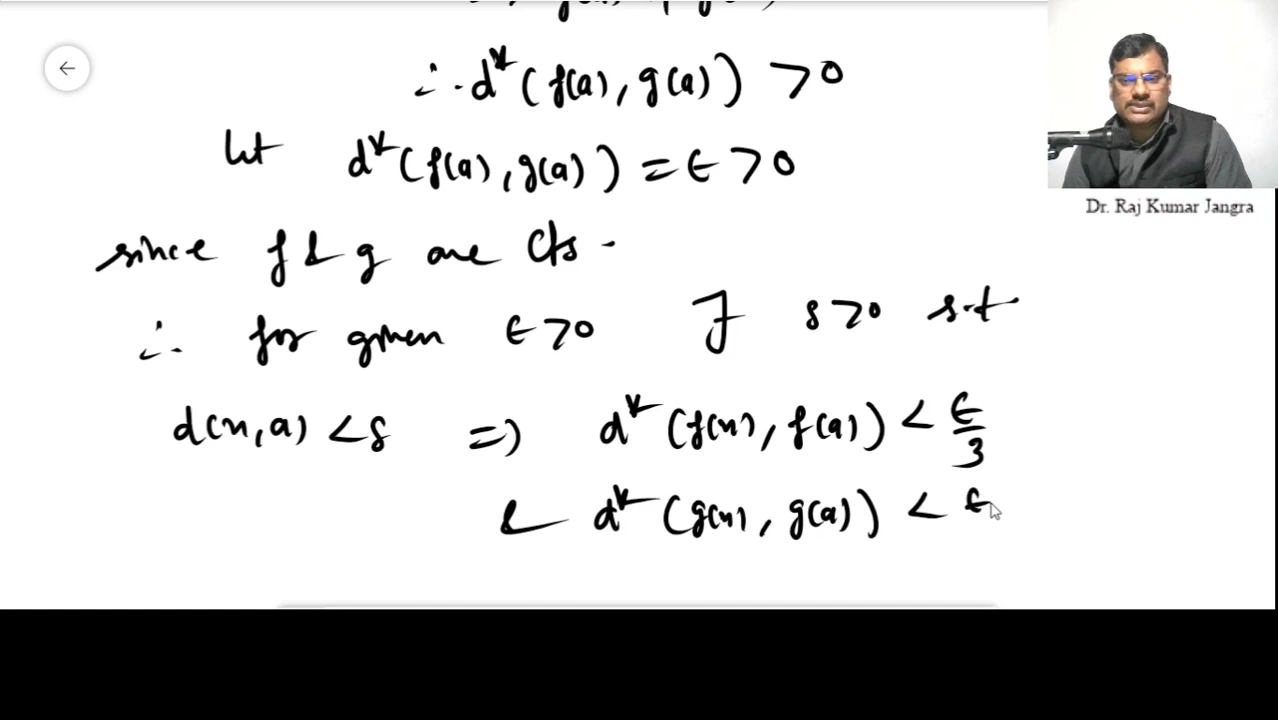 ∴ d*(f(a), g(a)) > 0
Dr. Raj Kumar Jangra
let d*(f(a), g(a)) = ε > 0
since f & g are cts.
∴ for given ε > 0 ∃ δ > 0 s.t
d(x, a) < δ => d*(f(x), f(a)) < ε/3
& d*(g(x), g(a)) < ε